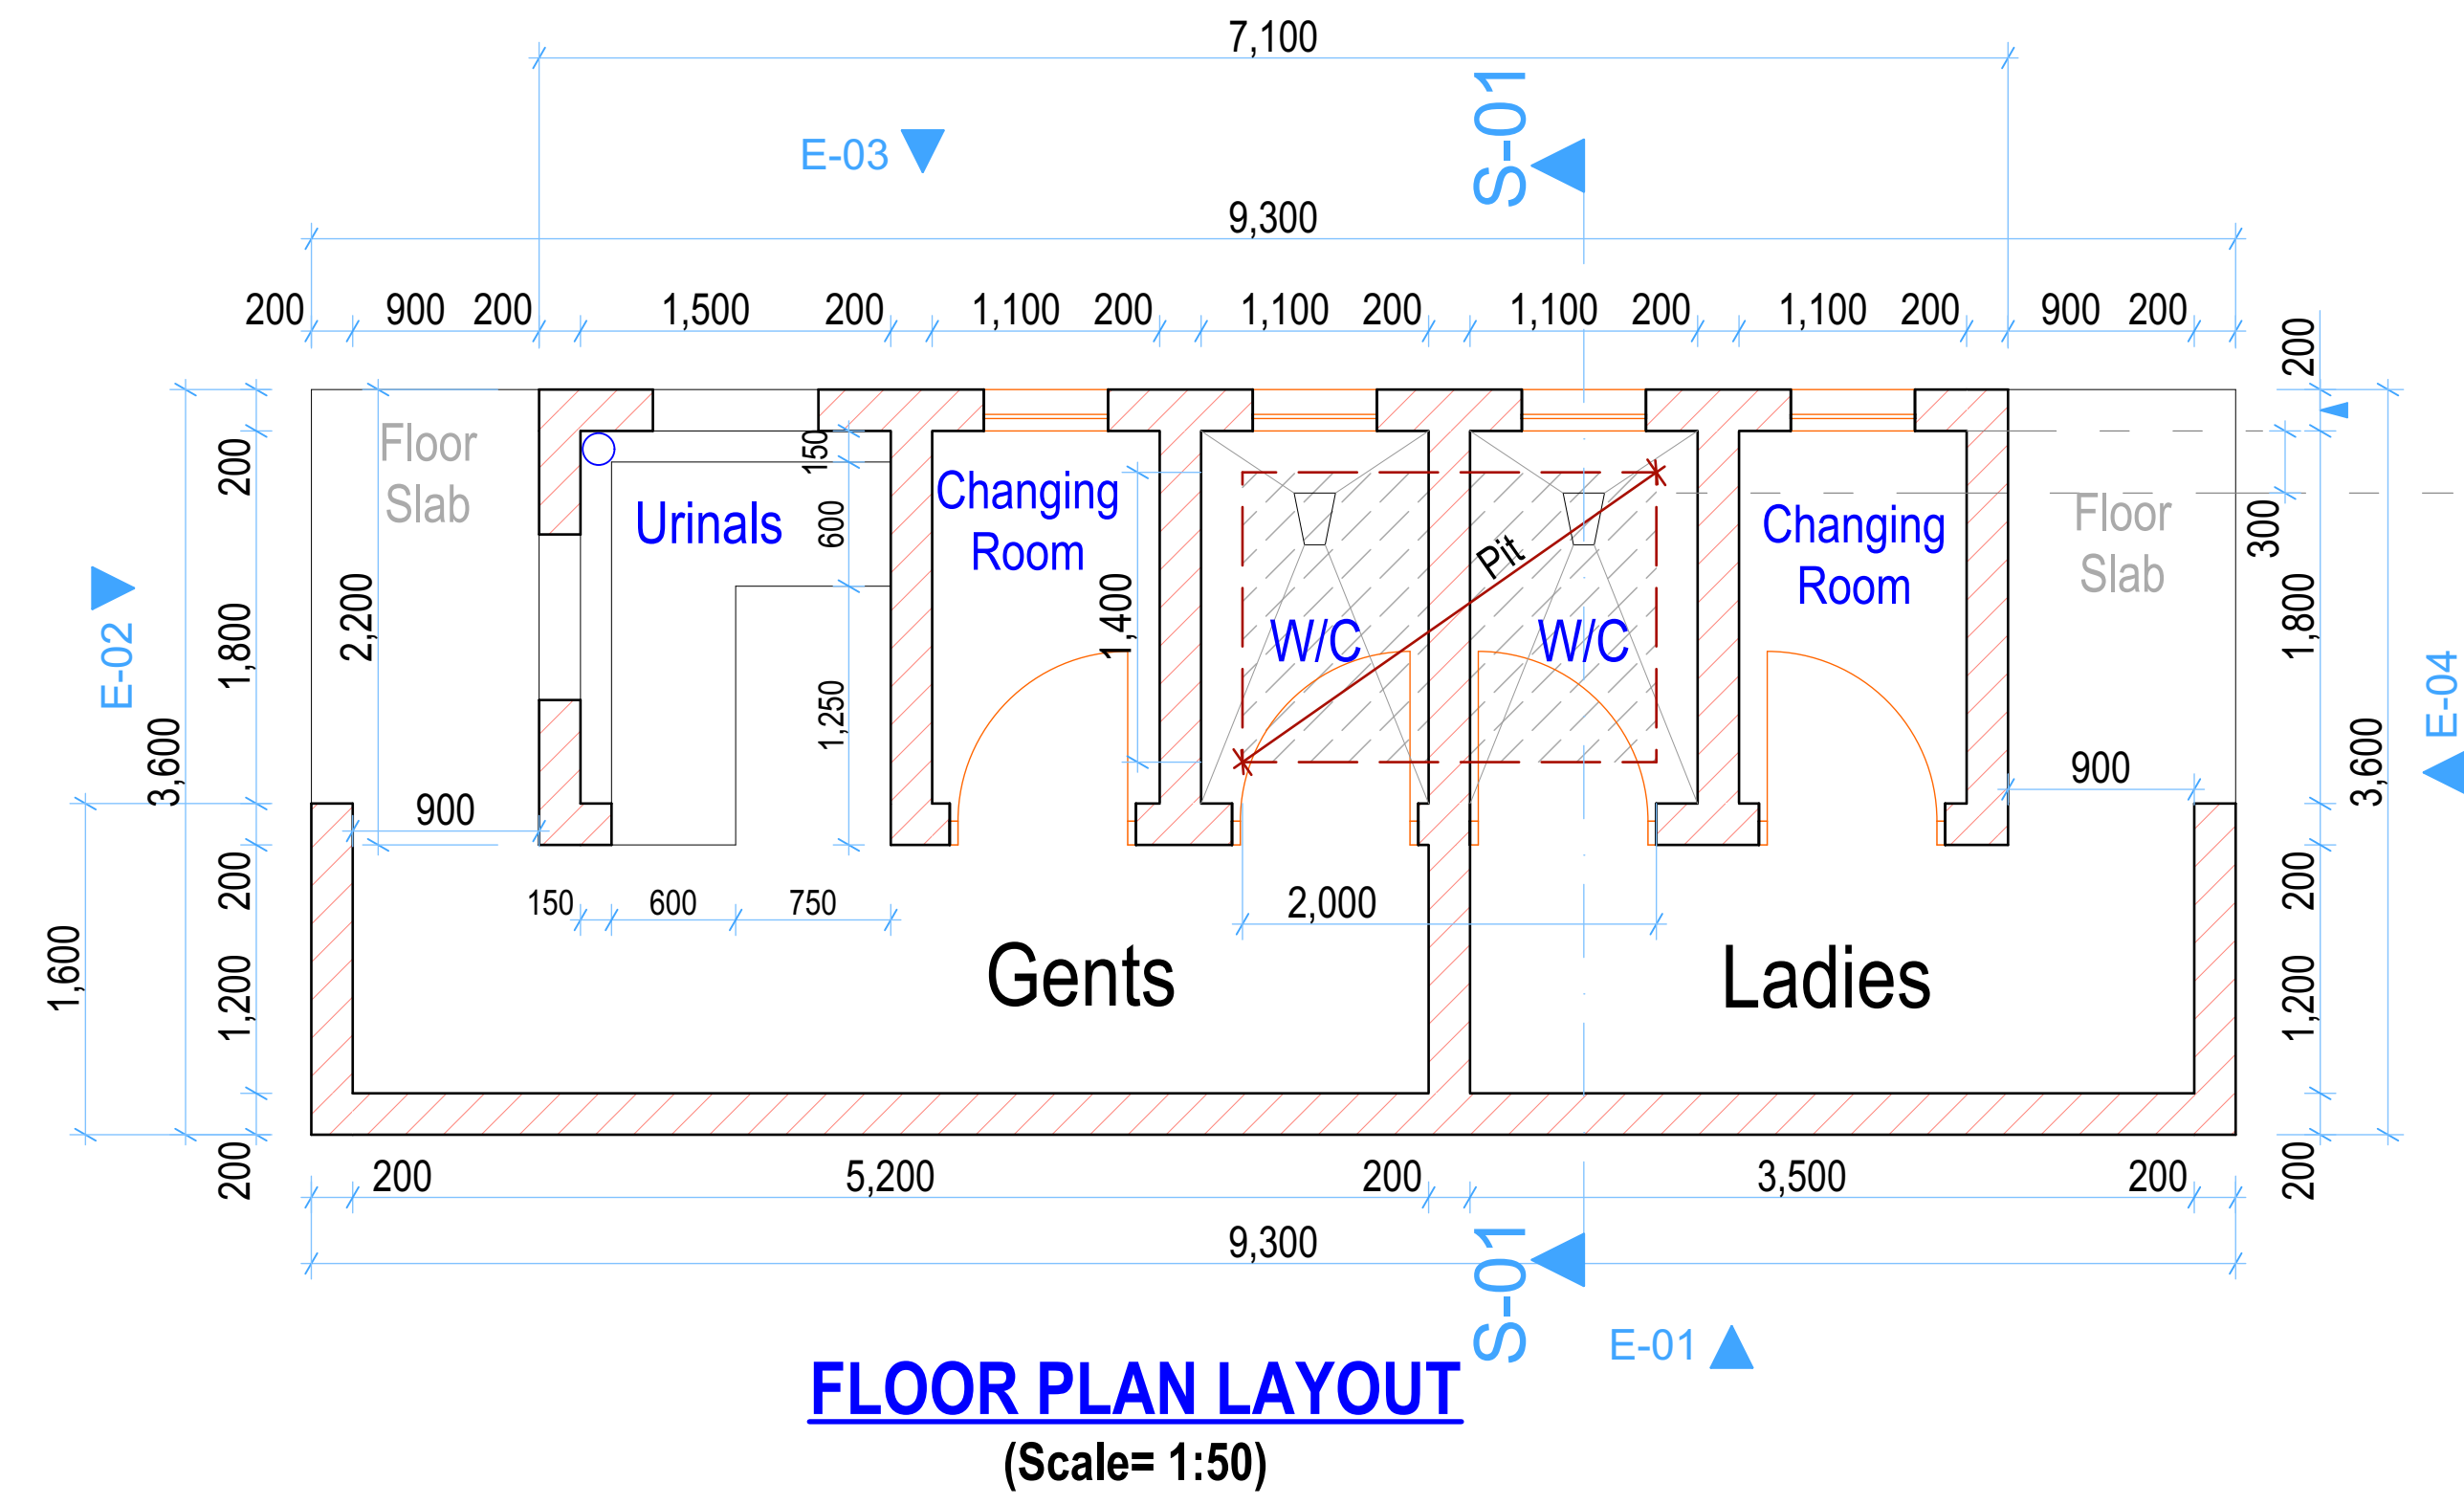 7,100
S-01
E-03
9,300
200 900 200 1,500 200 1,100 200 1,100 200 1,100 200 1,100 200 900 200
200
Floor
Slab
Urinals
150
Changing
Room
Changing
Room
Floor
Slab
200
600
300
Pit
2,200
1,400
W/C
W/C
1,800
1,800
E-02
E-04
1,250
3,600
3,600
900
900
200
200
150 600 750
2,000
1,600
Gents
Ladies
1,200
1,200
200
200
200 5,200 200 3,500 200
9,300
S-01
E-01
FLOOR PLAN LAYOUT
(Scale= 1:50)